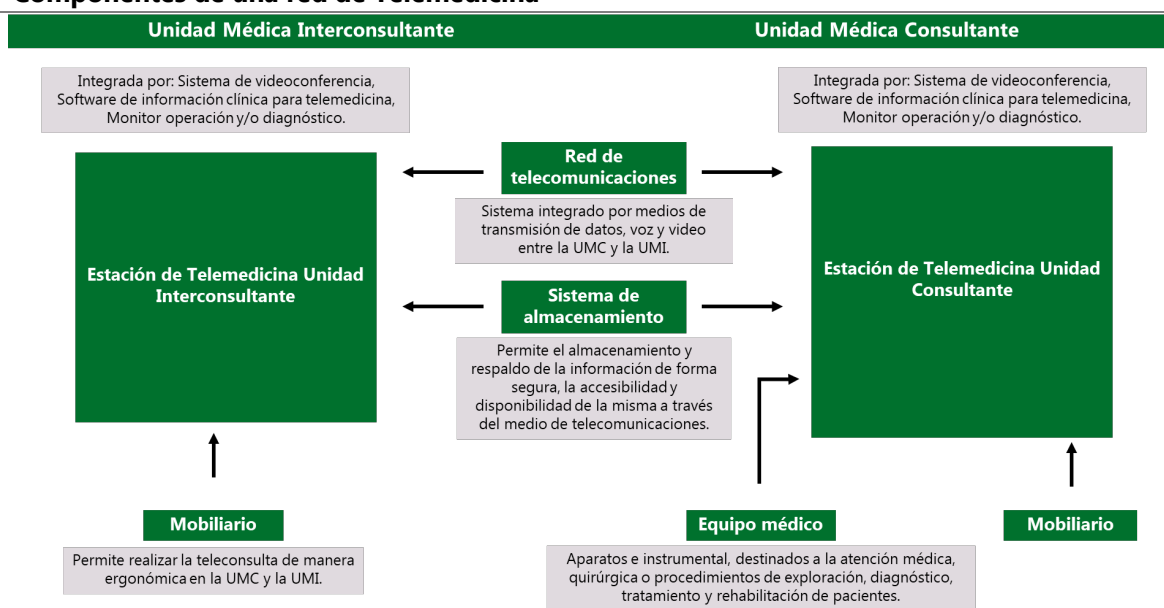 Componentes de una red de Telemedicina
Unidad Médica Interconsultante
Unidad Médica Consultante
Integrada por: Sistema de videoconferencia,
Software de información clínica para telemedicina,
Monitor operación y/o diagnóstico.
Integrada por: Sistema de videoconferencia,
Software de información clínica para telemedicina,
Monitor operación y/o diagnóstico.
Red de
telecomunicaciones
Sistema integrado por medios de
transmisión de datos, voz y video
entre la UMC y la UMI.
Estación de Telemedicina Unidad
Interconsultante
Estación de Telemedicina Unidad
Consultante
Sistema de
almacenamiento
Permite el almacenamiento y
respaldo de la información de forma
segura, la accesibilidad y
disponibilidad de la misma a través
del medio de telecomunicaciones.
Mobiliario
Permite realizar la teleconsulta de manera
ergonómica en la UMC y la UMI.
Equipo médico
Aparatos e instrumental, destinados a la atención médica,
quirúrgica o procedimientos de exploración, diagnóstico,
tratamiento y rehabilitación de pacientes.
Mobiliario